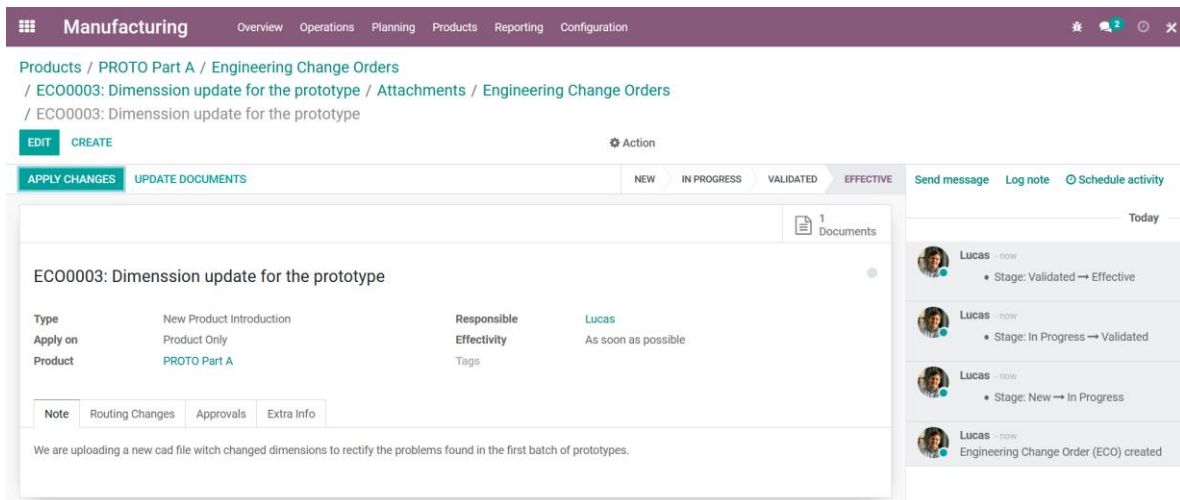 Manufacturing Overview Operations Planning Products Reporting Configuration 2
Products / PROTO Part A / Engineering Change Orders
/ ECO0003: Dimenssion update for the prototype / Attachments / Engineering Change Orders
/ ECO0003: Dimenssion update for the prototype
EDIT CREATE Action
APPLY CHANGES UPDATE DOCUMENTS NEW IN PROGRESS VALIDATED EFFECTIVE
1
Documents
ECO0003: Dimenssion update for the prototype
Type New Product Introduction Responsible Lucas
Apply on Product Only Effectivity As soon as possible
Product PROTO Part A Tags
Note Routing Changes Approvals Extra Info
We are uploading a new cad file witch changed dimensions to rectify the problems found in the first batch of prototypes.
Send message Log note Schedule activity
Today
Lucas - now
• Stage: Validated → Effective
Lucas - now
• Stage: In Progress → Validated
Lucas - now
• Stage: New → In Progress
Lucas - now
Engineering Change Order (ECO) created